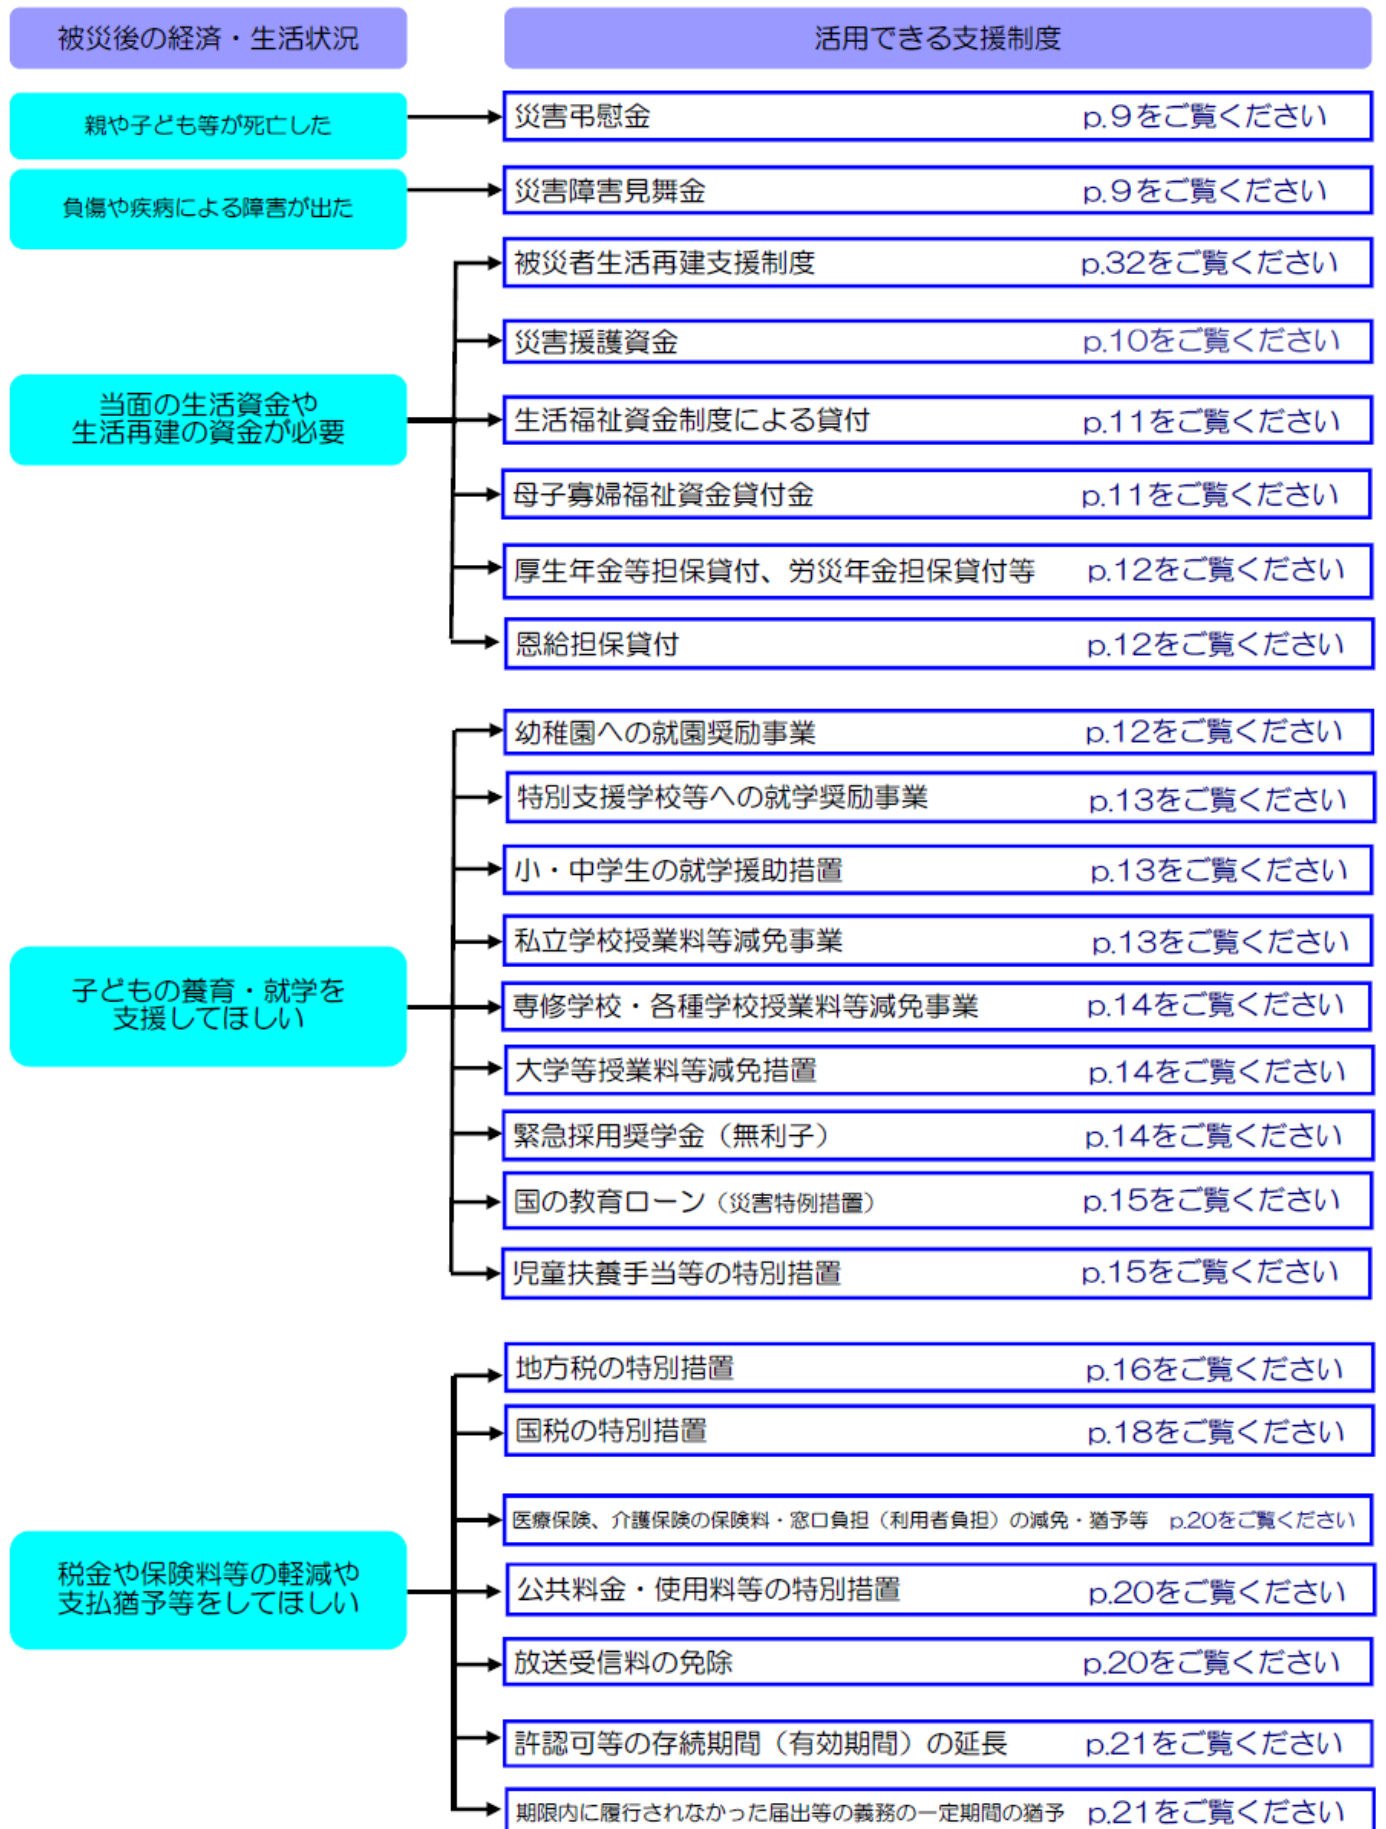 被災後の経済・生活状況
活用できる支援制度
親や子ども等が死亡した
災害弔慰金 p.9をご覧ください
負傷や疾病による障害が出た
災害障害見舞金 p.9をご覧ください
当面の生活資金や
生活再建の資金が必要
被災者生活再建支援制度 p.32をご覧ください
災害援護資金 p.10をご覧ください
生活福祉資金制度による貸付 p.11をご覧ください
母子寡婦福祉資金貸付金 p.11をご覧ください
厚生年金等担保貸付、労災年金担保貸付等 p.12をご覧ください
恩給担保貸付 p.12をご覧ください
子どもの養育・就学を
支援してほしい
幼稚園への就園奨励事業 p.12をご覧ください
特別支援学校等への就学奨励事業 p.13をご覧ください
小・中学生の就学援助措置 p.13をご覧ください
私立学校授業料等減免事業 p.13をご覧ください
専修学校・各種学校授業料等減免事業 p.14をご覧ください
大学等授業料等減免措置 p.14をご覧ください
緊急採用奨学金（無利子） p.14をご覧ください
国の教育ローン（災害特例措置） p.15をご覧ください
児童扶養手当等の特別措置 p.15をご覧ください
税金や保険料等の軽減や
支払猶予等をしてほしい
地方税の特別措置 p.16をご覧ください
国税の特別措置 p.18をご覧ください
医療保険、介護保険の保険料・窓口負担（利用者負担）の減免・猶予等 p.20をご覧ください
公共料金・使用料等の特別措置 p.20をご覧ください
放送受信料の免除 p.20をご覧ください
許認可等の存続期間（有効期間）の延長 p.21をご覧ください
期限内に履行されなかった届出等の義務の一定期間の猶予 p.21をご覧ください